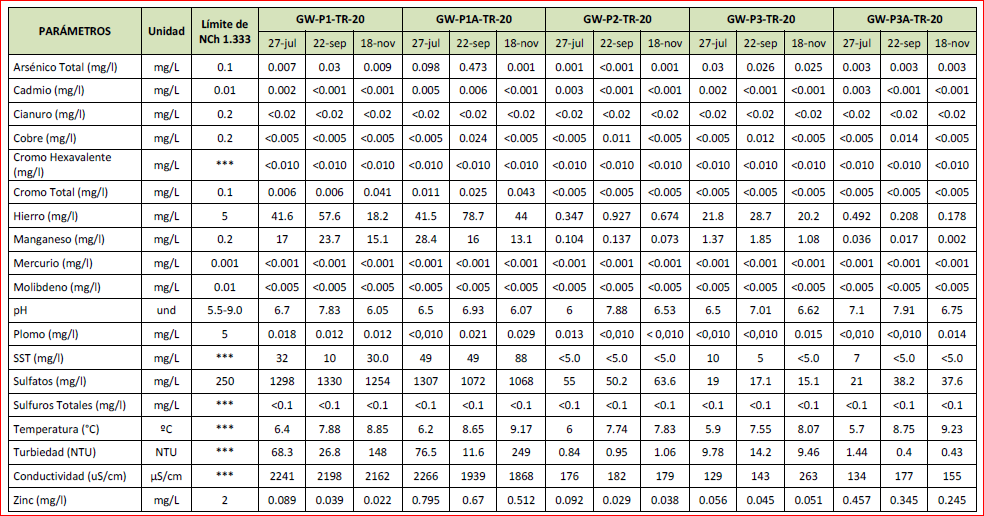 PARÁMETROS Unidad Límite de NCh 1.333 GW-P1-TR-20 GW-P1A-TR-20 GW-P2-TR-20 GW-P3-TR-20 GW-P3A-TR-20
27-jul 22-sep 18-nov 27-jul 22-sep 18-nov 27-jul 22-sep 18-nov 27-jul 22-sep 18-nov 27-jul 22-sep 18-nov
Arsénico Total (mg/l) mg/L 0.1 0.007 0.03 0.009 0.098 0.473 0.001 0.001 <0.001 0.001 0.03 0.026 0.025 0.003 0.003 0.003
Cadmio (mg/l) mg/L 0.01 0.002 <0.001 <0.001 0.005 0.006 <0.001 0.003 <0.001 <0.001 0.002 <0.001 <0.001 0.003 <0.001 <0.001
Cianuro (mg/l) mg/L 0.2 <0.02 <0.02 <0.02 <0.02 <0.02 <0.02 <0.02 <0.02 <0.02 <0.02 <0.02 <0.02 <0.02 <0.02 <0.02
Cobre (mg/l) mg/L 0.2 <0.005 <0.005 <0.005 <0.005 0.024 <0.005 <0.005 0.011 <0.005 <0.005 0.012 <0.005 <0.005 0.014 <0.005
Cromo Hexavalente (mg/l) mg/L *** <0.010 <0.010 <0.010 <0.010 <0.010 <0.010 <0.010 <0.010 <0.010 <0.010 <0.010 <0.010 <0.010 <0.010 <0.010
Cromo Total (mg/l) mg/L 0.1 0.006 0.006 0.041 0.011 0.025 0.043 <0.005 <0.005 <0.005 <0.005 <0.005 <0.005 <0.005 <0.005 <0.005
Hierro (mg/l) mg/L 5 41.6 57.6 18.2 41.5 78.7 44 0.347 0.927 0.674 21.8 28.7 20.2 0.492 0.208 0.178
Manganeso (mg/l) mg/L 0.2 17 23.7 15.1 28.4 16 13.1 0.104 0.137 0.073 1.37 1.85 1.08 0.036 0.017 0.002
Mercurio (mg/l) mg/L 0.001 <0.001 <0.001 <0.001 <0.001 <0.001 <0.001 <0.001 <0.001 <0.001 <0.001 <0.001 <0.001 <0.001 <0.001 <0.001
Molibdeno (mg/l) mg/L 0.01 <0.005 <0.005 <0.005 <0.005 <0.005 <0.005 <0.005 <0.005 <0.005 <0.005 <0.005 <0.005 <0.005 <0.005 <0.005
pH und 5.5-9.0 6.7 7.83 6.05 6.5 6.93 6.07 6 7.88 6.53 6.5 7.01 6.62 7.1 7.91 6.75
Plomo (mg/l) mg/L 5 0.018 0.012 0.012 <0,010 0.021 0.029 0.013 <0,010 < 0,010 <0,010 <0,010 0.015 <0,010 <0,010 0.014
SST (mg/l) mg/L *** 32 10 30.0 49 49 88 <5.0 <5.0 <5.0 10 5 <5.0 7 <5.0 <5.0
Sulfatos (mg/l) mg/L 250 1298 1330 1254 1307 1072 1068 55 50.2 63.6 19 17.1 15.1 21 38.2 37.6
Sulfuros Totales (mg/l) mg/L *** <0.1 <0.1 <0.1 <0.1 <0.1 <0.1 <0.1 <0.1 <0.1 <0.1 <0.1 <0.1 <0.1 <0.1 <0.1
Temperatura (°C) ºC *** 6.4 7.88 8.85 6.2 8.65 9.17 6 7.74 7.83 5.9 7.55 8.07 5.7 8.75 9.23
Turbiedad (NTU) NTU *** 68.3 26.8 148 76.5 11.6 249 0.84 0.95 1.06 9.78 14.2 9.46 1.44 0.4 0.43
Conductividad (uS/cm) µS/cm *** 2241 2198 2162 2266 1939 1868 176 182 179 129 143 263 134 177 155
Zinc (mg/l) mg/L 2 0.089 0.039 0.022 0.795 0.67 0.512 0.092 0.029 0.038 0.056 0.045 0.051 0.457 0.345 0.245